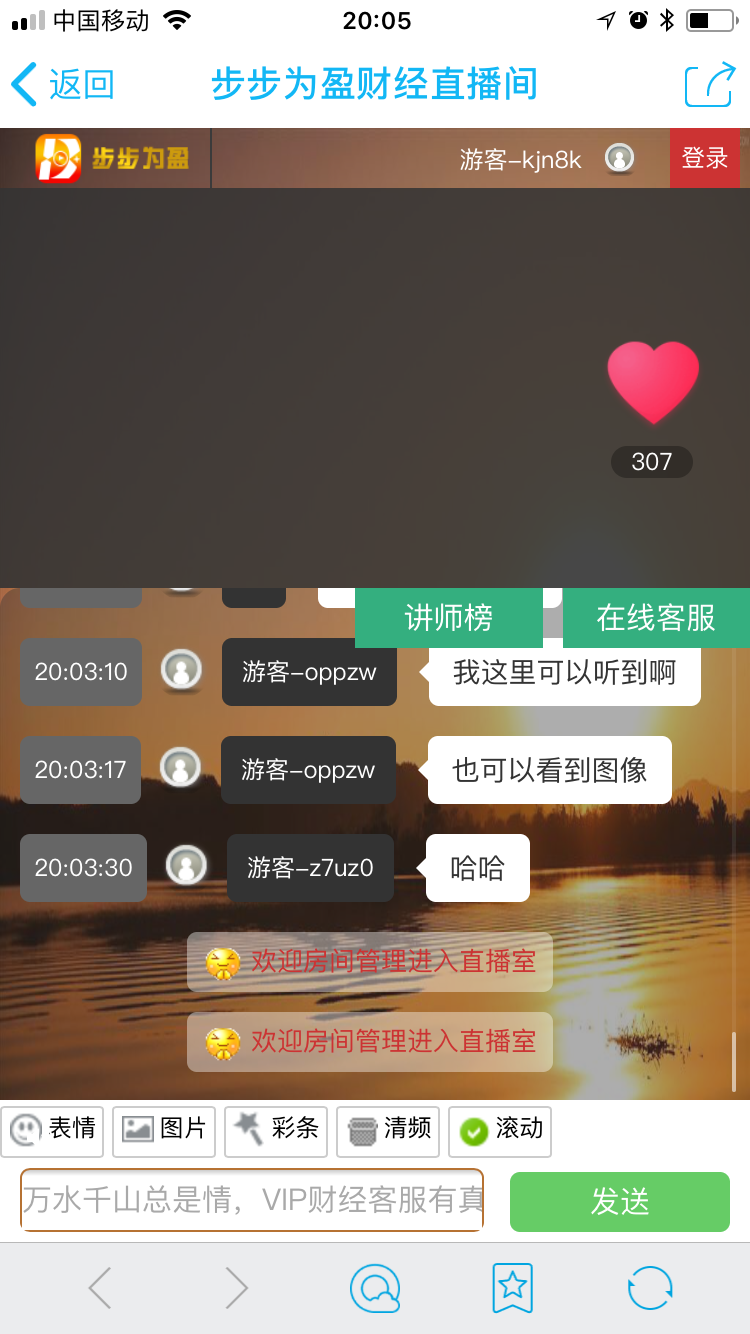 中国移动 20:05
返回 步步为盈财经直播间
步步为盈 游客-kjn8k 登录
307
讲师榜 在线客服
20:03:10 游客-oppzw 我这里可以听到啊
20:03:17 游客-oppzw 也可以看到图像
20:03:30 游客-z7uz0 哈哈
欢迎房间管理进入直播室
欢迎房间管理进入直播室
表情 图片 彩条 清频 滚动
万水千山总是情，VIP财经客服有真 发送